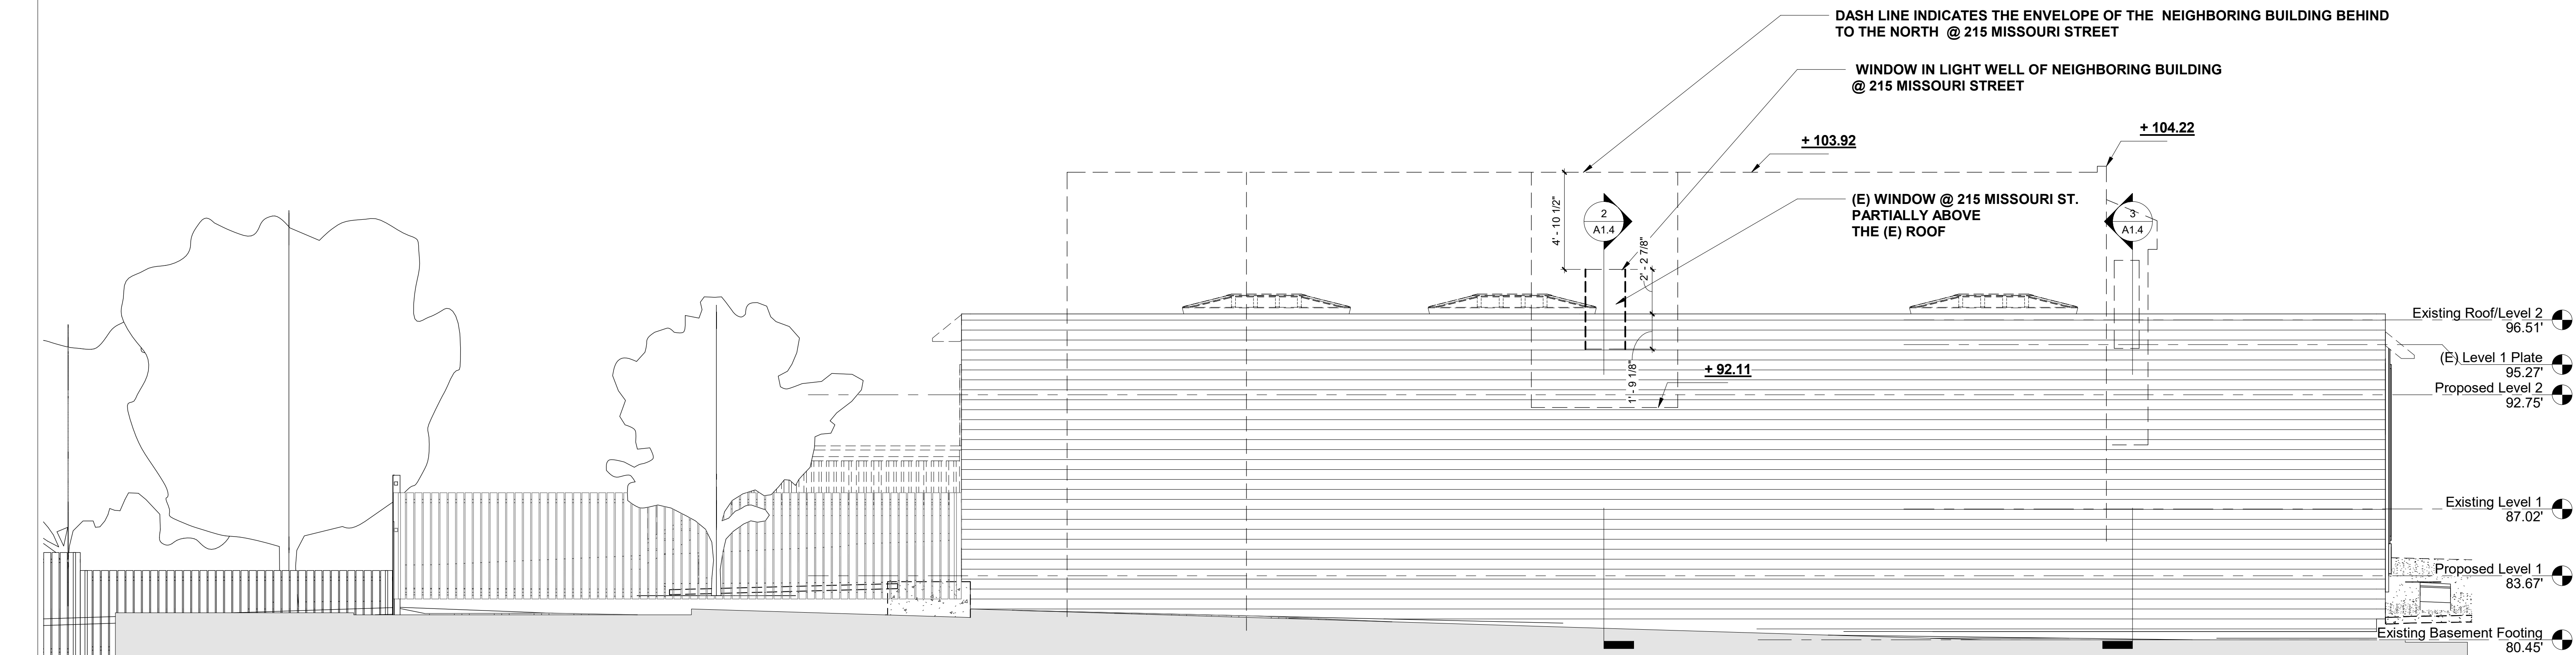 DASH LINE INDICATES THE ENVELOPE OF THE NEIGHBORING BUILDING BEHIND
TO THE NORTH @ 215 MISSOURI STREET
WINDOW IN LIGHT WELL OF NEIGHBORING BUILDING
@ 215 MISSOURI STREET
+ 103.92
+ 104.22
(E) WINDOW @ 215 MISSOURI ST.
PARTIALLY ABOVE
THE (E) ROOF
4' - 10 1/2"
2
A1.4
3
A1.4
2' - 2 7/8"
1' - 9 1/8"
+ 92.11
Existing Roof/Level 2
96.51'
(E) Level 1 Plate
95.27'
Proposed Level 2
92.75'
Existing Level 1
87.02'
Proposed Level 1
83.67'
Existing Basement Footing
80.45'